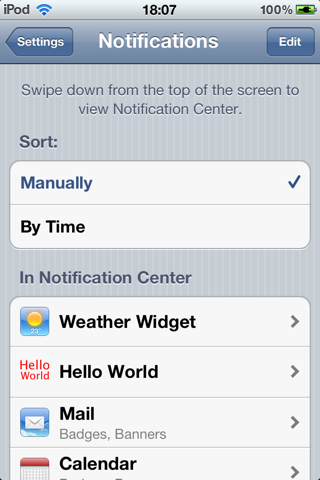 iPod 18:07 100%
Settings Notifications Edit
Swipe down from the top of the screen to
view Notification Center.
Sort:
Manually
By Time
In Notification Center
23°
Weather Widget
Hello
World
Hello World
Mail
Badges, Banners
Calendar